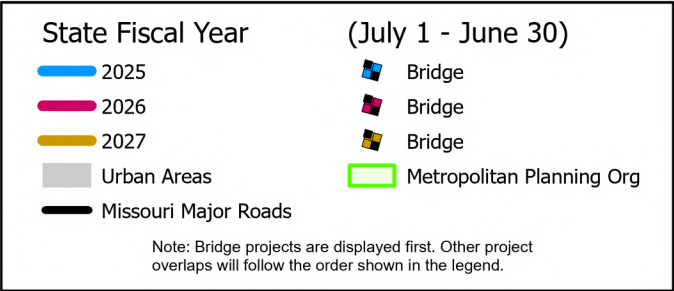 State Fiscal Year (July 1 - June 30)
2025 Bridge
2026 Bridge
2027 Bridge
Urban Areas Metropolitan Planning Org
Missouri Major Roads
Note: Bridge projects are displayed first. Other project
overlaps will follow the order shown in the legend.